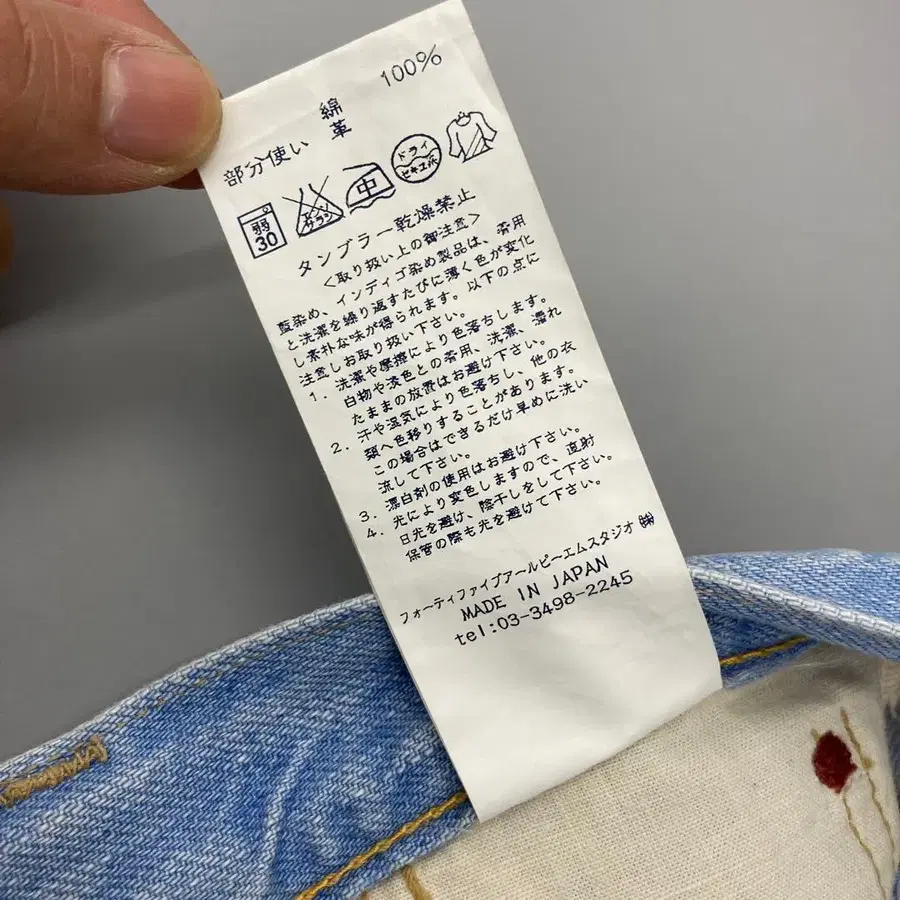 綿 100%
部分使い 革
弱 30
エンソ サラシ
中
ドライ セキユ系
タンブラー乾燥禁止
<取り扱い上の御注意>
藍染め、インディゴ染め製品は、着用
と洗濯を繰り返すたびに薄く色が変化
し素朴な味が得られます。以下の点に
注意しお取り扱い下さい。
1. 洗濯や摩擦により色落ちします。
白物や淡色との着用、洗濯、濡れ
たままの放置はお避け下さい。
2. 汗や湿気により色落ちし、他の衣
類へ色移りすることがあります。
この場合はできるだけ早めに洗い
流して下さい。
3. 漂白剤の使用はお避け下さい。
4. 光により変色しますので、直射
日光を避け、陰干しをして下さい。
保管の際も光を避けて下さい。
フォーティファイブアールピーエムスタジオ㈱
MADE IN JAPAN
tel:03-3498-2245